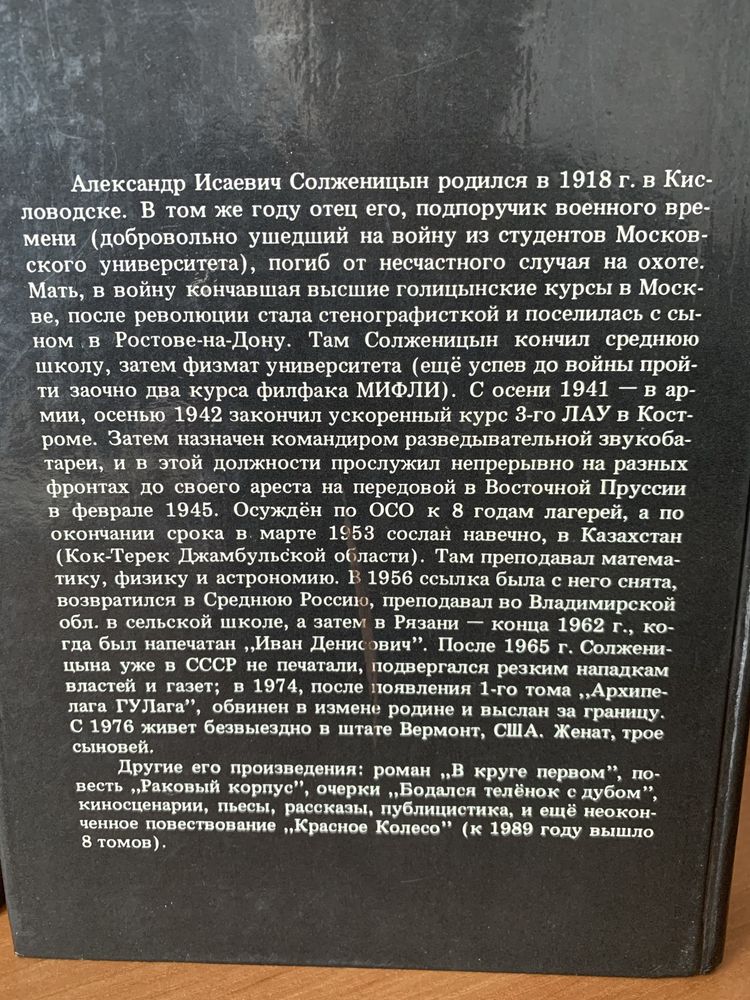 Александр Исаевич Солженицын родился в 1918 г. в Кис-
ловодске. В том же году отец его, подпоручик военного вре-
мени (добровольно ушедший на войну из студентов Москов-
ского университета), погиб от несчастного случая на охоте.
Мать, в войну кончавшая высшие голицынские курсы в Моск-
ве, после революции стала стенографисткой и поселилась с сы-
ном в Ростове-на-Дону. Там Солженицын кончил среднюю
школу, затем физмат университета (ещё успев до войны прой-
ти заочно два курса филфака МИФЛИ). С осени 1941 — в ар-
мии, осенью 1942 закончил ускоренный курс 3-го ЛАУ в Кост-
роме. Затем назначен командиром разведывательной звукоба-
тареи, и в этой должности прослужил непрерывно на разных
фронтах до своего ареста на передовой в Восточной Пруссии
в феврале 1945. Осуждён по ОСО к 8 годам лагерей, а по
окончании срока в марте 1953 сослан навечно, в Казахстан
(Кок-Терек Джамбульской области). Там преподавал матема-
тику, физику и астрономию. В 1956 ссылка была с него снята,
возвратился в Среднюю Россию, преподавал во Владимирской
обл. в сельской школе, а затем в Рязани — конца 1962 г., ко-
гда был напечатан „Иван Денисович". После 1965 г. Солжени-
цына уже в СССР не печатали, подвергался резким нападкам
властей и газет; в 1974, после появления 1-го тома „Архипе-
лага ГУЛага", обвинен в измене родине и выслан за границу.
С 1976 живет безвыездно в штате Вермонт, США. Женат, трое
сыновей.
Другие его произведения: роман „В круге первом", по-
весть „Раковый корпус", очерки „Бодался телёнок с дубом",
киносценарии, пьесы, рассказы, публицистика, и ещё неокон-
ченное повествование „Красное Колесо" (к 1989 году вышло
8 томов).